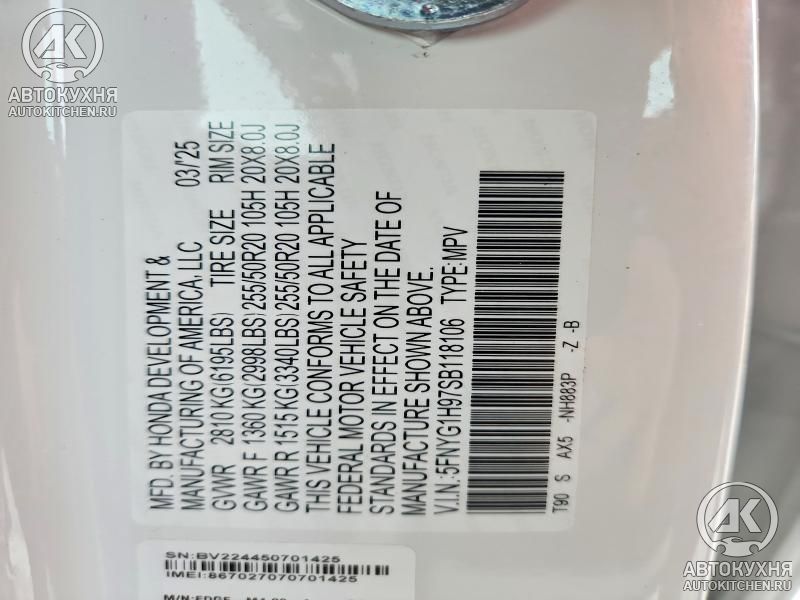 АК
АВТОКУХНЯ
AUTOKITCHEN.RU
MFD. BY HONDA DEVELOPMENT &
MANUFACTURING OF AMERICA, LLC 03/'25
GVWR 2810 KG(6195LBS) TIRE SIZE RIM SIZE
GAWR F 1360 KG(2998LBS) 255/50R20 105H 20X8.0J
GAWR R 1515 KG(3340LBS) 255/50R20 105H 20X8.0J
THIS VEHICLE CONFORMS TO ALL APPLICABLE
FEDERAL MOTOR VEHICLE SAFETY
STANDARDS IN EFFECT ON THE DATE OF
MANUFACTURE SHOWN ABOVE.
V.I.N.:5FNYG1H97SB118106 TYPE:MPV
T90 S AX5 -NH883P -Z -B
SN:BV224450701425
IMEI:867027070701425
M/N:EDGE
АК
АВТОКУХНЯ
AUTOKITCHEN.RU